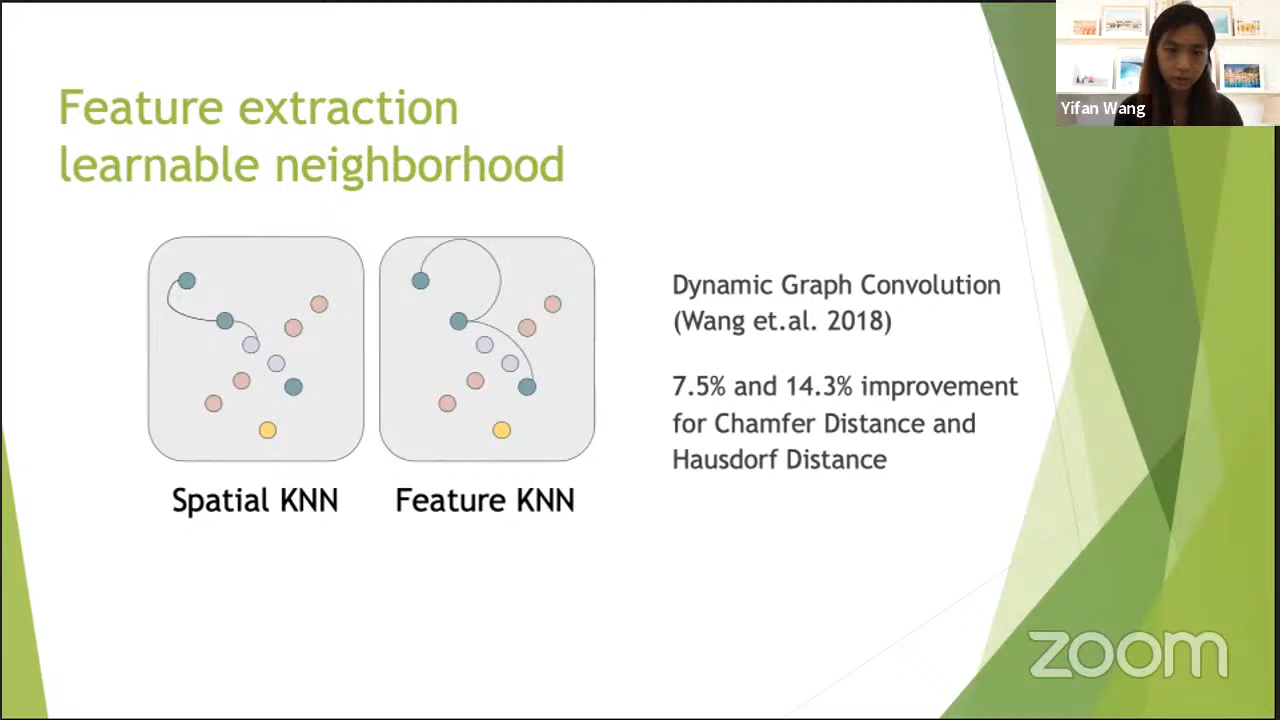 Feature extraction
learnable neighborhood
Yifan Wang
Dynamic Graph Convolution
(Wang et.al. 2018)
7.5% and 14.3% improvement
for Chamfer Distance and
Hausdorf Distance
Spatial KNN
Feature KNN
zoom